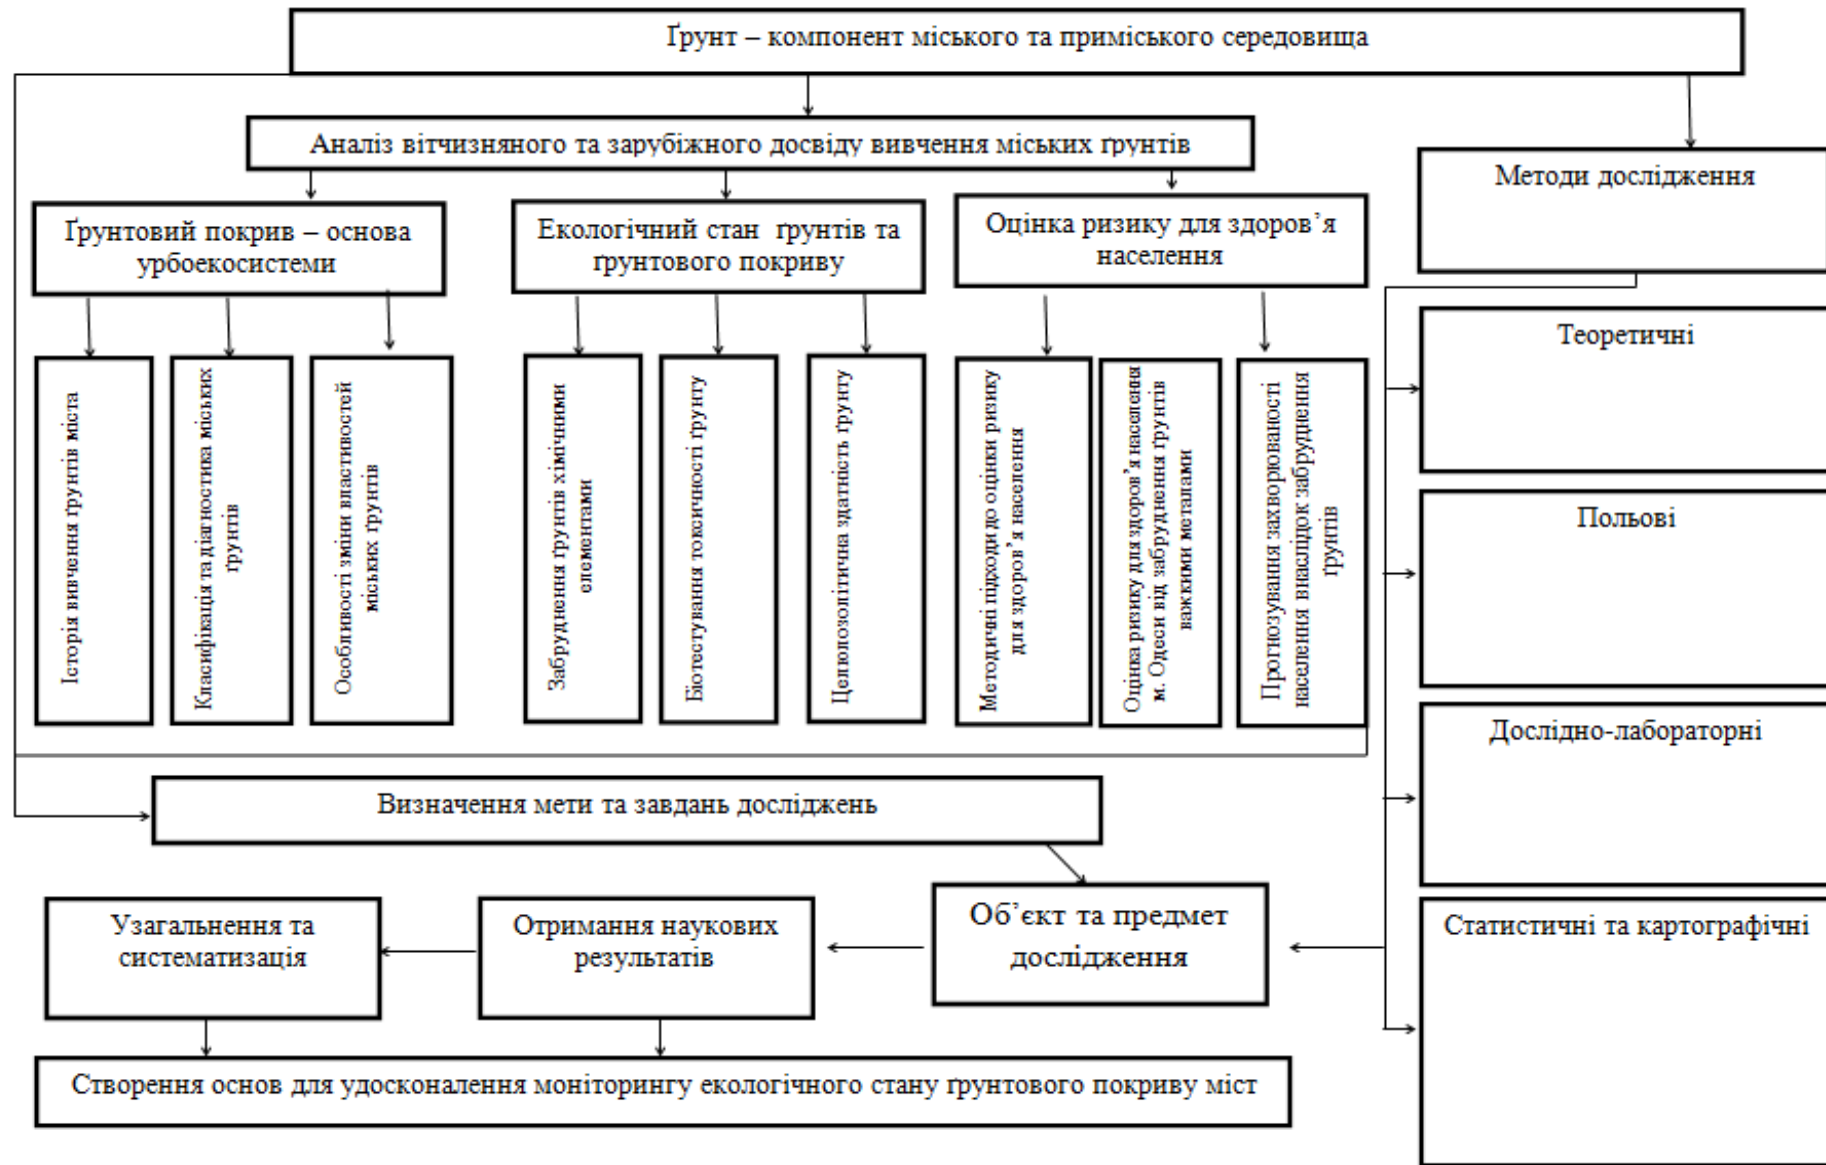 Ґрунт – компонент міського та приміського середовища
Аналіз вітчизняного та зарубіжного досвіду вивчення міських ґрунтів
Методи дослідження
Ґрунтовий покрив – основа
урбоекосистеми
Екологічний стан ґрунтів та
ґрунтового покриву
Оцінка ризику для здоров’я
населення
Історія вивчення ґрунтів міста
Класифікація та діагностика міських
ґрунтів
Особливості зміни властивостей
міських ґрунтів
Забруднення ґрунтів хімічними
елементами
Біотестування токсичності ґрунту
Целюлозолітична здатність ґрунту
Методичні підходи до оцінки ризику
для здоров’я населення
Оцінка ризику для здоров’я населення
м. Одеси від забруднення ґрунтів
важкими металами
Прогнозування захворюваності
населення внаслідок забруднення
ґрунтів
Теоретичні
Польові
Дослідно-лабораторні
Статистичні та картографічні
Визначення мети та завдань досліджень
Об’єкт та предмет
дослідження
Отримання наукових
результатів
Узагальнення та
систематизація
Створення основ для удосконалення моніторингу екологічного стану ґрунтового покриву міст